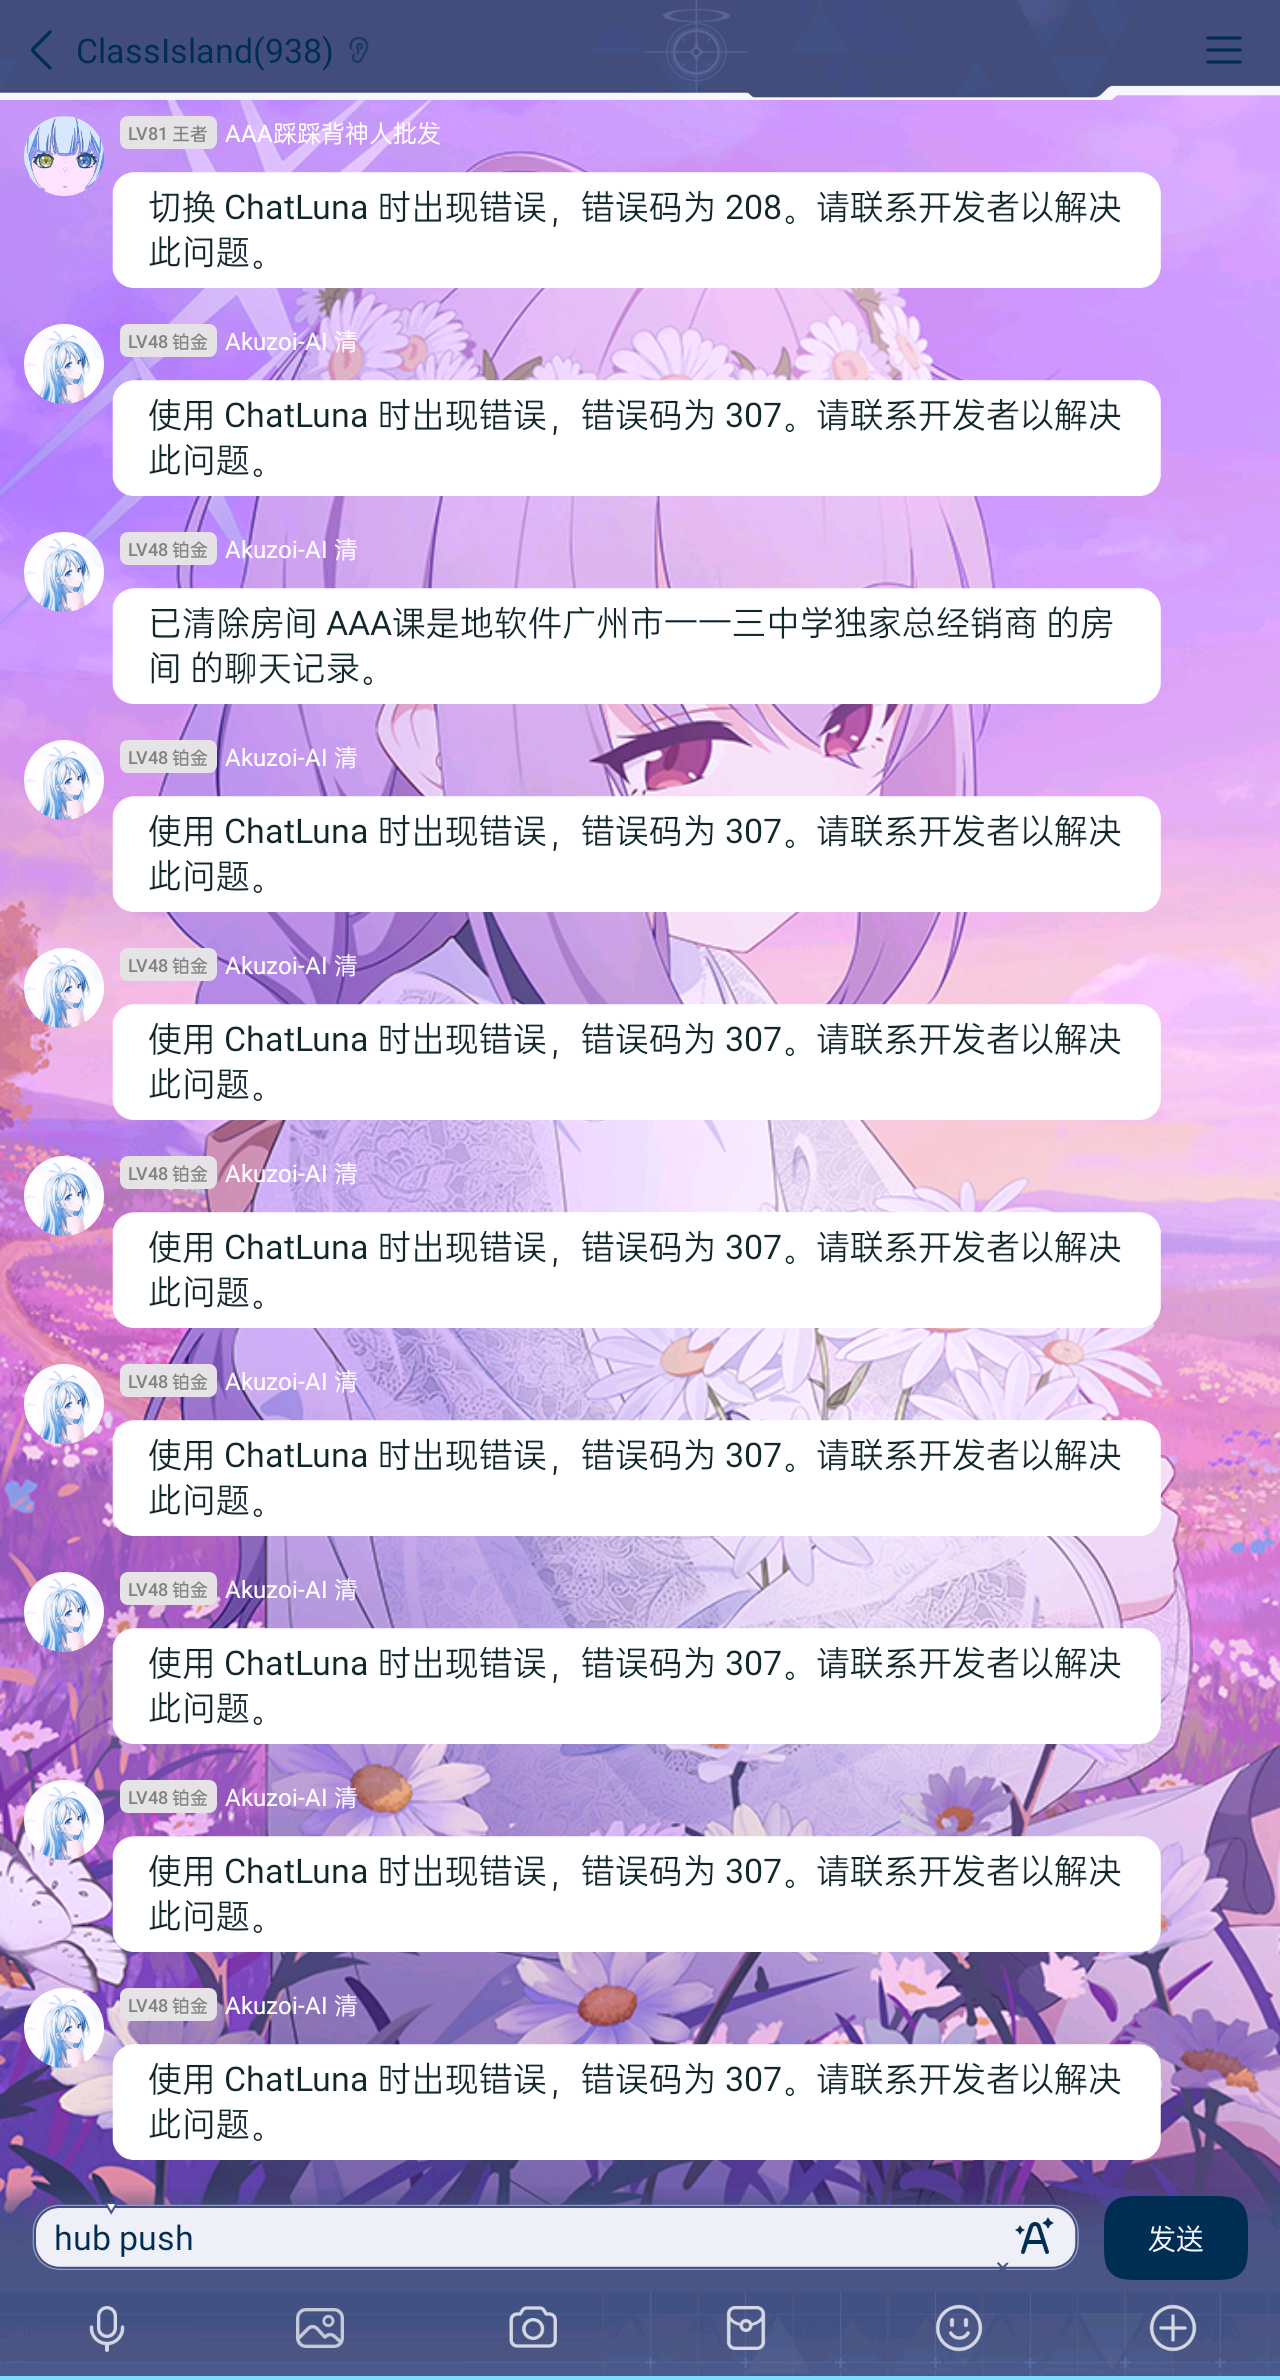 ClassIsland(938)
LV81 王者 AAA踩踩背神人批发
切换 ChatLuna 时出现错误，错误码为 208。请联系开发者以解决
此问题。
LV48 铂金 Akuzoi-AI 清
使用 ChatLuna 时出现错误，错误码为 307。请联系开发者以解决
此问题。
LV48 铂金 Akuzoi-AI 清
已清除房间 AAA课是地软件广州市一一三中学独家总经销商 的房
间 的聊天记录。
LV48 铂金 Akuzoi-AI 清
使用 ChatLuna 时出现错误，错误码为 307。请联系开发者以解决
此问题。
LV48 铂金 Akuzoi-AI 清
使用 ChatLuna 时出现错误，错误码为 307。请联系开发者以解决
此问题。
LV48 铂金 Akuzoi-AI 清
使用 ChatLuna 时出现错误，错误码为 307。请联系开发者以解决
此问题。
LV48 铂金 Akuzoi-AI 清
使用 ChatLuna 时出现错误，错误码为 307。请联系开发者以解决
此问题。
LV48 铂金 Akuzoi-AI 清
使用 ChatLuna 时出现错误，错误码为 307。请联系开发者以解决
此问题。
LV48 铂金 Akuzoi-AI 清
使用 ChatLuna 时出现错误，错误码为 307。请联系开发者以解决
此问题。
LV48 铂金 Akuzoi-AI 清
使用 ChatLuna 时出现错误，错误码为 307。请联系开发者以解决
此问题。
hub push
发送